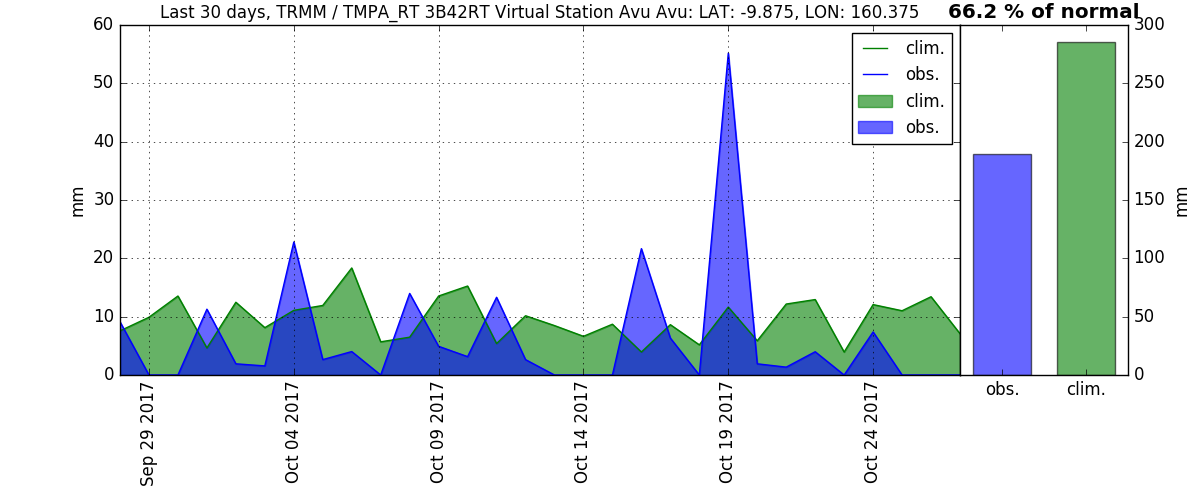 Last 30 days, TRMM / TMPA_RT 3B42RT Virtual Station Avu Avu: LAT: -9.875, LON: 160.375
66.2 % of normal
60
50
40
30
20
10
0
mm
clim.
obs.
clim.
obs.
Sep 29 2017
Oct 04 2017
Oct 09 2017
Oct 14 2017
Oct 19 2017
Oct 24 2017
300
250
200
150
100
50
0
mm
obs.
clim.